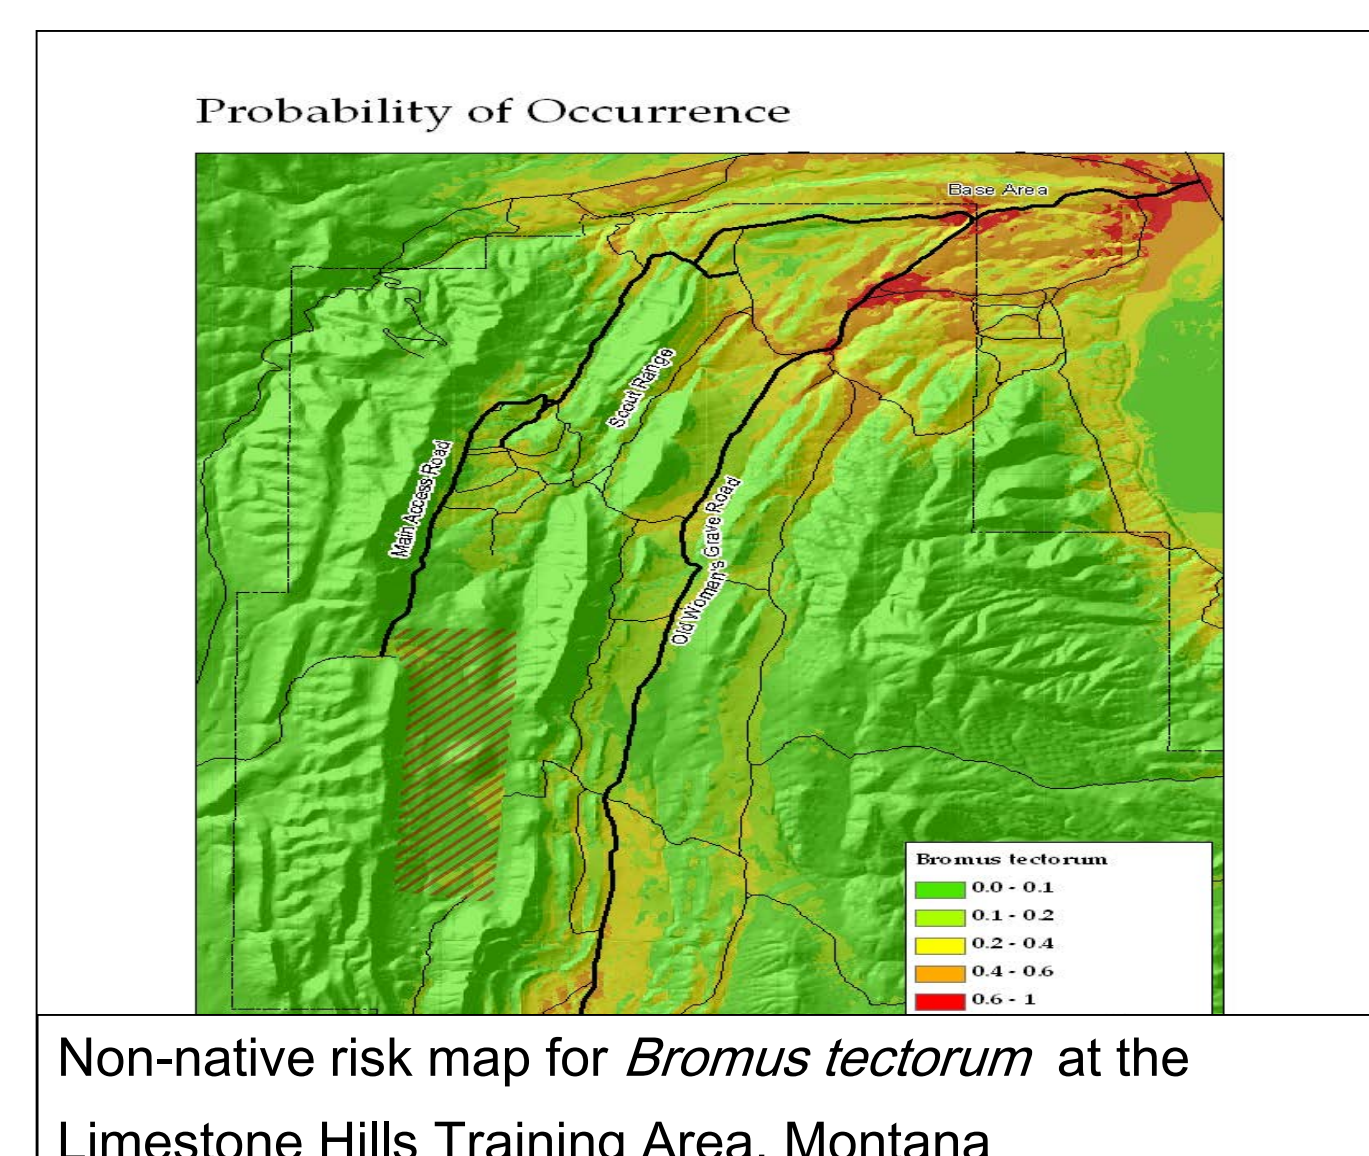 Probability of Occurrence
Base Area
Scout Range
Main Access Road
Old Woman's Grave Road
Bromus tectorum
0.0 - 0.1
0.1 - 0.2
0.2 - 0.4
0.4 - 0.6
0.6 - 1
Non-native risk map for Bromus tectorum at the
Limestone Hills Training Area, Montana